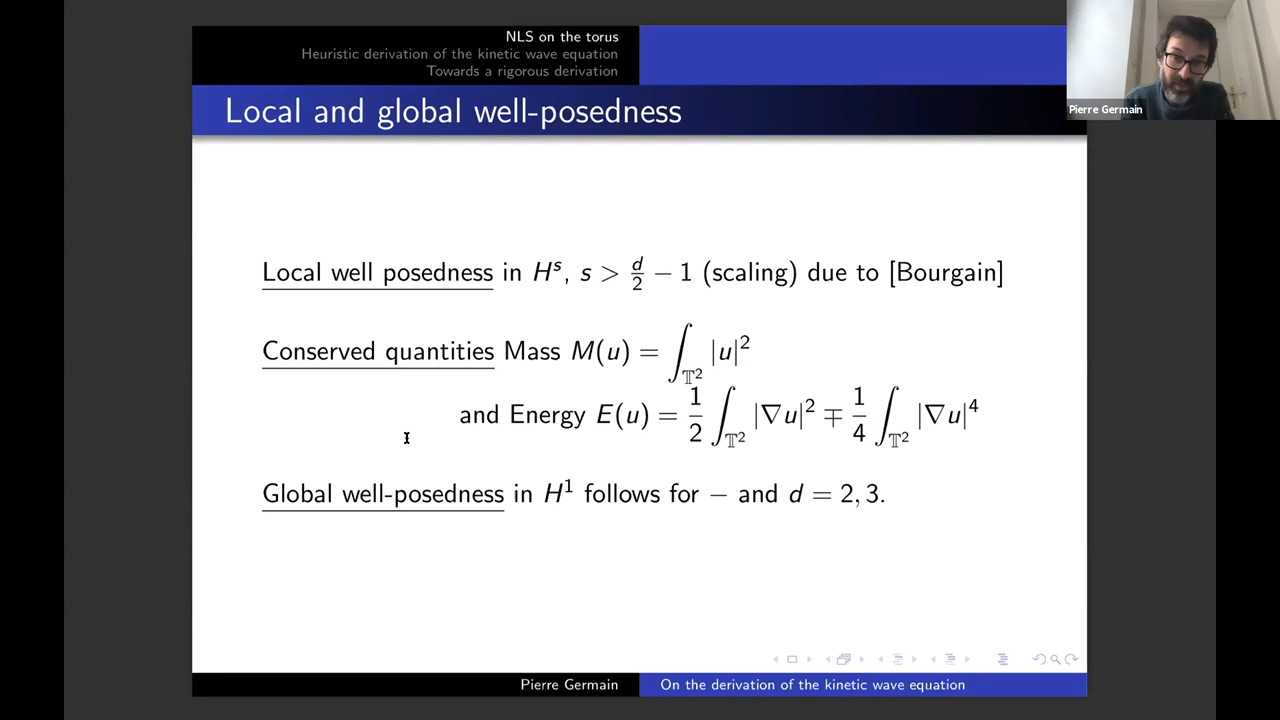 NLS on the torus
Heuristic derivation of the kinetic wave equation
Towards a rigorous derivation
Local and global well-posedness
Pierre Germain
Local well posedness in H^s, s > d/2 − 1 (scaling) due to [Bourgain]
Conserved quantities Mass M(u) = ∫_{𝕋²} |u|²
and Energy E(u) = 1/2 ∫_{𝕋²} |∇u|² ∓ 1/4 ∫_{𝕋²} |∇u|⁴
Global well-posedness in H¹ follows for − and d = 2, 3.
Pierre Germain
On the derivation of the kinetic wave equation